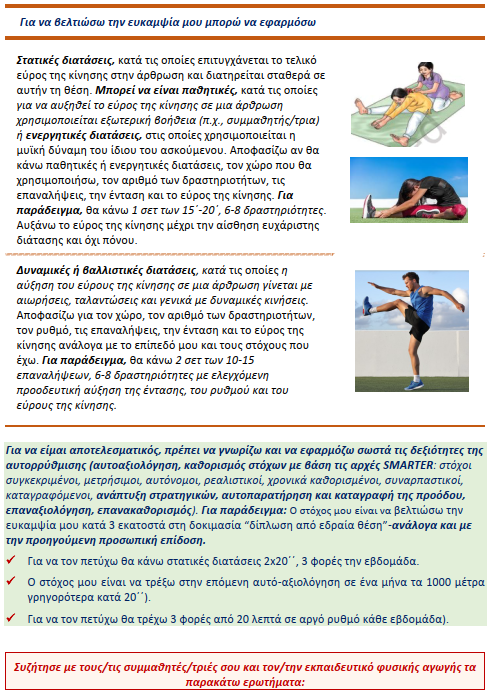 Για να βελτιώσω την ευκαμψία μου μπορώ να εφαρμόσω
Στατικές διατάσεις, κατά τις οποίες επιτυγχάνεται το τελικό
εύρος της κίνησης στην άρθρωση και διατηρείται σταθερά σε
αυτήν τη θέση. Μπορεί να είναι παθητικές, κατά τις οποίες
για να αυξηθεί το εύρος της κίνησης σε μια άρθρωση
χρησιμοποιείται εξωτερική βοήθεια (π.χ., συμμαθητής/τρια)
ή ενεργητικές διατάσεις, στις οποίες χρησιμοποιείται η
μυϊκή δύναμη του ίδιου του ασκούμενου. Αποφασίζω αν θα
κάνω παθητικές ή ενεργητικές διατάσεις, τον χώρο που θα
χρησιμοποιήσω, τον αριθμό των δραστηριοτήτων, τις
επαναλήψεις, την ένταση και το εύρος της κίνησης. Για
παράδειγμα, θα κάνω 1 σετ των 15΄-20΄, 6-8 δραστηριότητες.
Αυξάνω το εύρος της κίνησης μέχρι την αίσθηση ευχάριστης
διάτασης και όχι πόνου.
Δυναμικές ή βαλλιστικές διατάσεις, κατά τις οποίες η
αύξηση του εύρους της κίνησης σε μια άρθρωση γίνεται με
αιωρήσεις, ταλαντώσεις και γενικά με δυναμικές κινήσεις.
Αποφασίζω για τον χώρο, τον αριθμό των δραστηριοτήτων,
τον ρυθμό, τις επαναλήψεις, την ένταση και το εύρος της
κίνησης ανάλογα με το επίπεδό μου και τους στόχους που
έχω. Για παράδειγμα, θα κάνω 2 σετ των 10-15
επαναλήψεων, 6-8 δραστηριότητες με ελεγχόμενη
προοδευτική αύξηση της έντασης, του ρυθμού και του
εύρους της κίνησης.
Για να είμαι αποτελεσματικός, πρέπει να γνωρίζω και να εφαρμόζω σωστά τις δεξιότητες της
αυτορρύθμισης (αυτοαξιολόγηση, καθορισμός στόχων με βάση τις αρχές SMARTER: στόχοι
συγκεκριμένοι, μετρήσιμοι, αυτόνομοι, ρεαλιστικοί, χρονικά καθορισμένοι, συναρπαστικοί,
καταγραφόμενοι, ανάπτυξη στρατηγικών, αυτοπαρατήρηση και καταγραφή της προόδου,
επαναξιολόγηση, επανακαθορισμός). Για παράδειγμα: Ο στόχος μου είναι να βελτιώσω την
ευκαμψία μου κατά 3 εκατοστά στη δοκιμασία “δίπλωση από εδραία θέση”-ανάλογα και με
την προηγούμενη προσωπική επίδοση.
✓ Για να τον πετύχω θα κάνω στατικές διατάσεις 2x20΄΄, 3 φορές την εβδομάδα.
✓ Ο στόχος μου είναι να τρέξω στην επόμενη αυτό-αξιολόγηση σε ένα μήνα τα 1000 μέτρα
γρηγορότερα κατά 20΄΄).
✓ Για να τον πετύχω θα τρέχω 3 φορές από 20 λεπτά σε αργό ρυθμό κάθε εβδομάδα).
Συζήτησε με τους/τις συμμαθητές/τριές σου και τον/την εκπαιδευτικό φυσικής αγωγής τα
παρακάτω ερωτήματα: